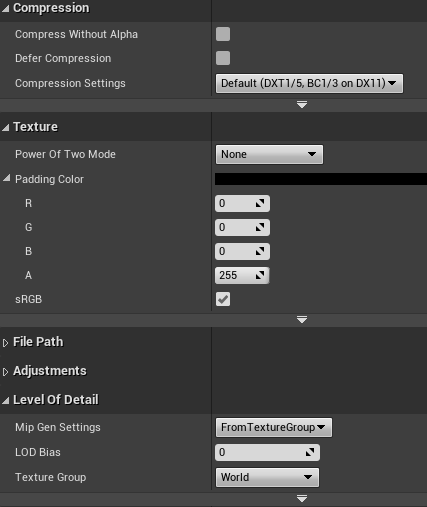 Compression
Compress Without Alpha
Defer Compression
Compression Settings Default (DXT1/5, BC1/3 on DX11)
Texture
Power Of Two Mode None
Padding Color
R 0
G 0
B 0
A 255
sRGB
File Path
Adjustments
Level Of Detail
Mip Gen Settings FromTextureGroup
LOD Bias 0
Texture Group World